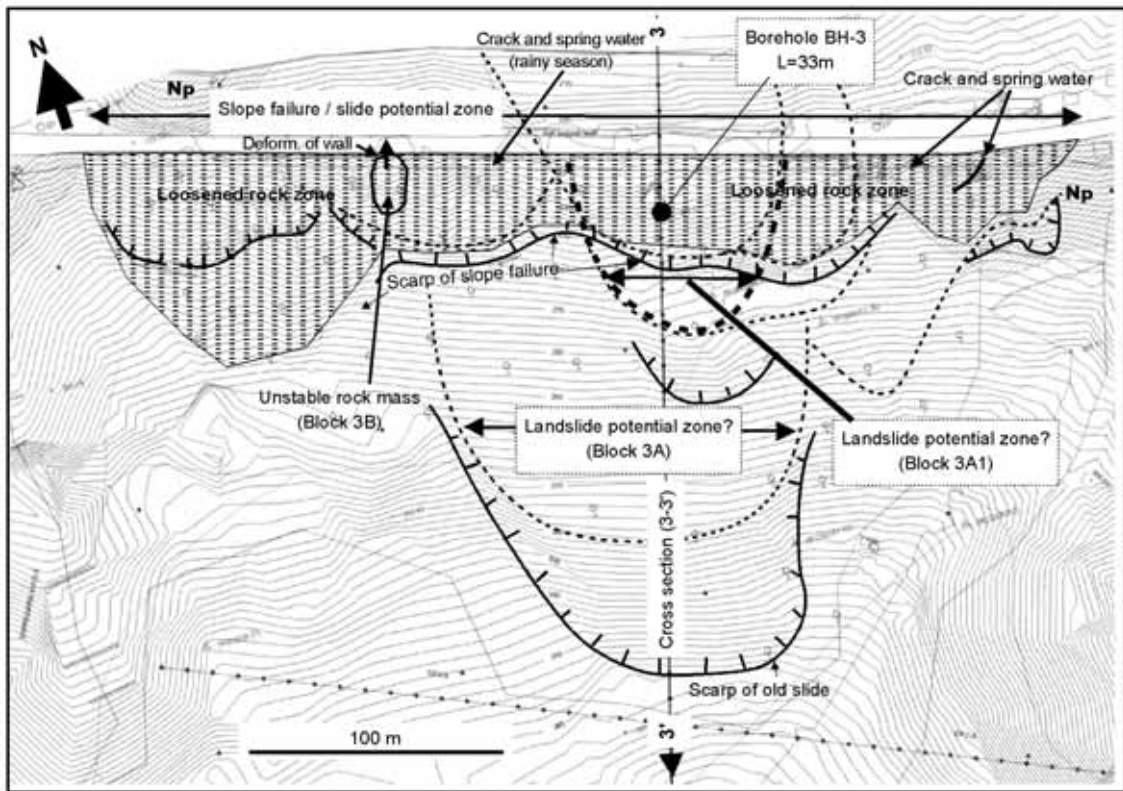 N
Np
Crack and spring water
(rainy season)
3
Borehole BH-3
L=33m
Crack and spring water
Slope failure / slide potential zone
Deform. of wall
Loosened rock zone
Loosened rock zone
Np
Scarp of slope failure
Unstable rock mass
(Block 3B)
Landslide potential zone?
(Block 3A)
Landslide potential zone?
(Block 3A1)
Cross section (3-3')
Scarp of old slide
100 m
3'